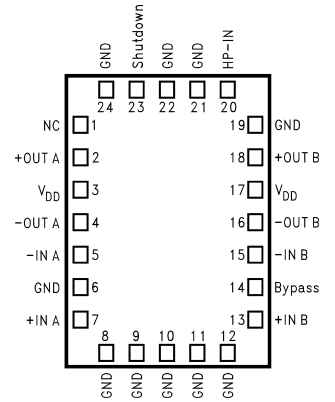 GND Shutdown GND GND HP-IN
24 23 22 21 20
NC 1 19 GND
+OUT A 2 18 +OUT B
VDD 3 17 VDD
−OUT A 4 16 −OUT B
−IN A 5 15 −IN B
GND 6 14 Bypass
+IN A 7 13 +IN B
8 9 10 11 12
GND GND GND GND GND